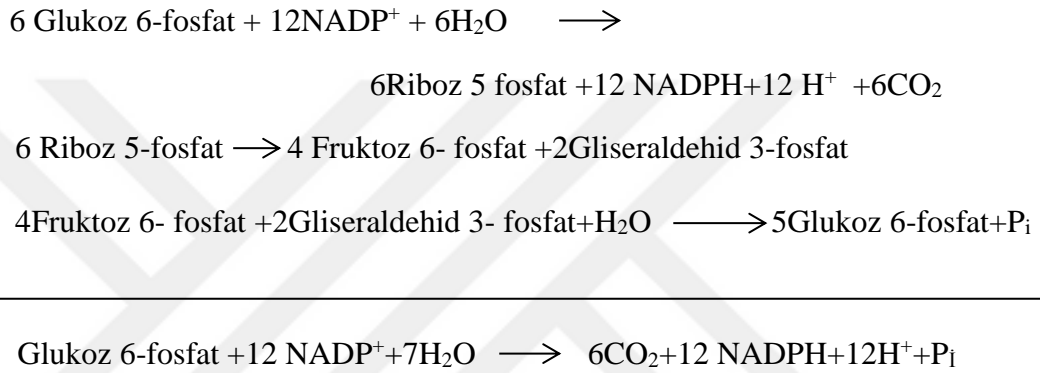 6 Glukoz 6-fosfat + 12NADP⁺ + 6H₂O ⟶
6Riboz 5 fosfat +12 NADPH+12 H⁺ +6CO₂
6 Riboz 5-fosfat ⟶ 4 Fruktoz 6- fosfat +2Gliseraldehid 3-fosfat
4Fruktoz 6- fosfat +2Gliseraldehid 3- fosfat+H₂O ⟶ 5Glukoz 6-fosfat+Pᵢ
Glukoz 6-fosfat +12 NADP⁺+7H₂O ⟶ 6CO₂+12 NADPH+12H⁺+Pİ